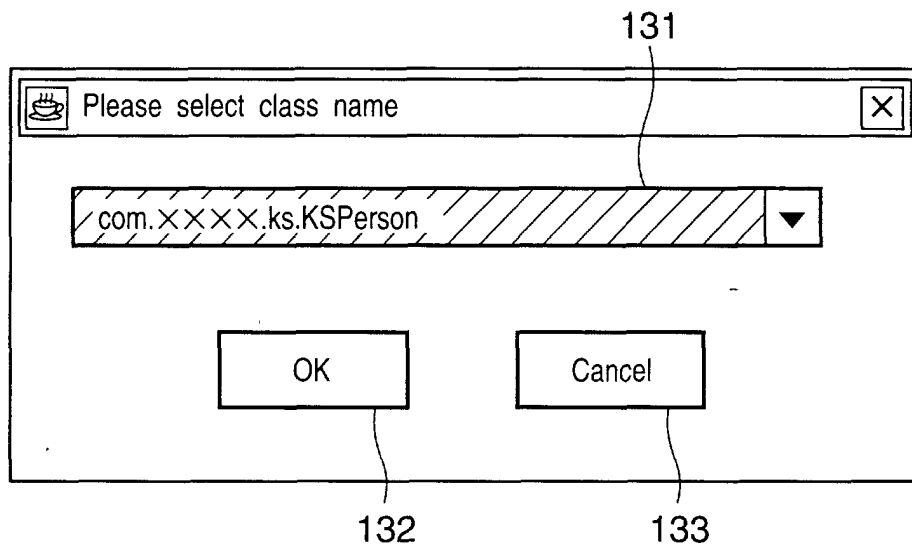 131
Please select class name
com.××××.ks.KSPerson
OK Cancel
132 133